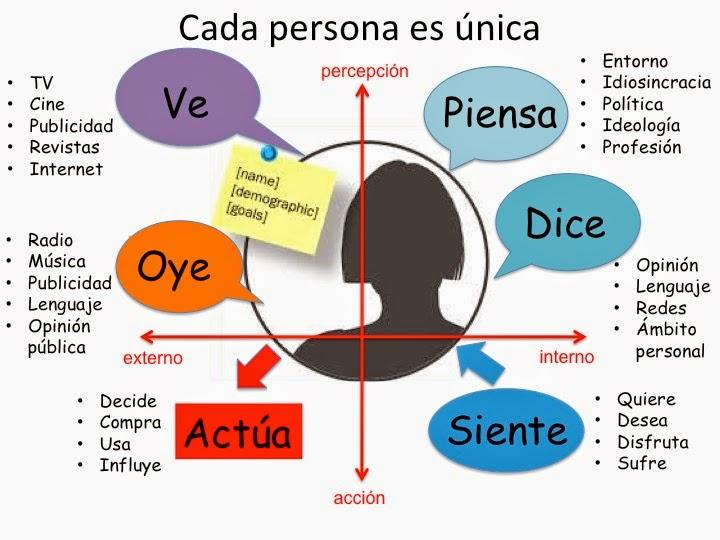 Cada persona es única
percepción
• TV
• Cine
• Publicidad
• Revistas
• Internet
Ve
Piensa
• Entorno
• Idiosincracia
• Política
• Ideología
• Profesión
[name]
[demographic]
[goals]
• Radio
• Música
• Publicidad
• Lenguaje
• Opinión
pública
Oye
Dice
• Opinión
• Lenguaje
• Redes
• Ámbito
personal
externo
interno
• Decide
• Compra
• Usa
• Influye
Actúa
Siente
• Quiere
• Desea
• Disfruta
• Sufre
acción